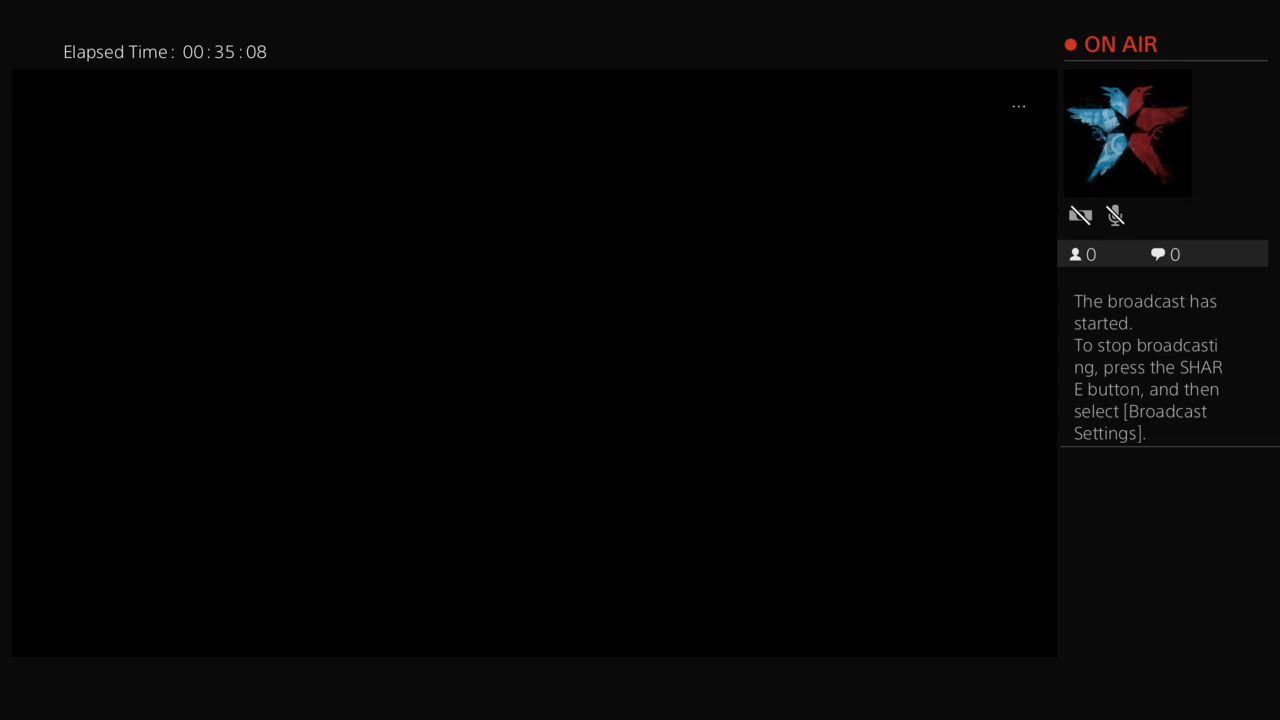 Elapsed Time: 00:35:08
ON AIR
...
0 0
The broadcast has
started.
To stop broadcasti
ng, press the SHAR
E button, and then
select [Broadcast
Settings].